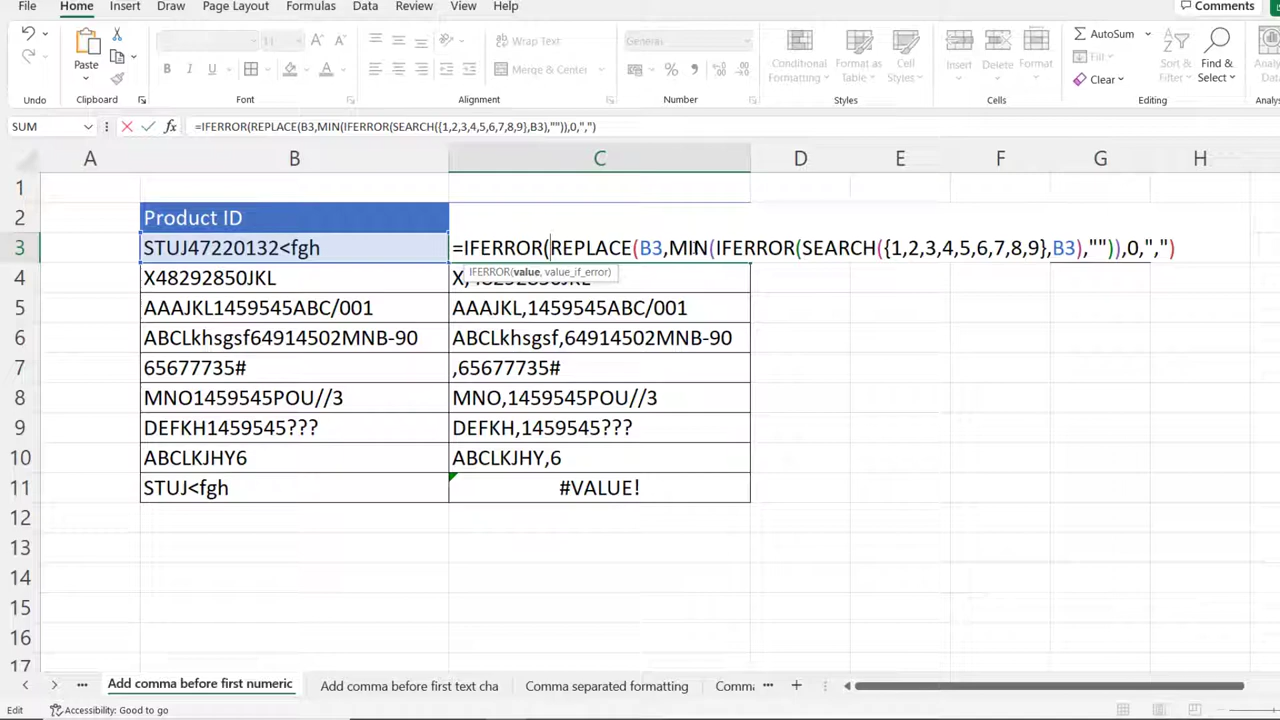 File Home Insert Draw Page Layout Formulas Data Review View Help Comments
Paste
11
Wrap Text
Merge & Center
General
Conditional Formatting
Format as Table
Cell Styles
Insert
Delete
Format
AutoSum
Fill
Clear
Sort & Filter
Find & Select
Undo Clipboard Font Alignment Number Styles Cells Editing
SUM =IFERROR(REPLACE(B3,MIN(IFERROR(SEARCH({1,2,3,4,5,6,7,8,9},B3),"")),0,",")
A B C D E F G H
1
2 Product ID
3 STUJ47220132<fgh =IFERROR(REPLACE(B3,MIN(IFERROR(SEARCH({1,2,3,4,5,6,7,8,9},B3),"")),0,",")
IFERROR(value, value_if_error)
4 X48292850JKL X,48292850JKL
5 AAAJKL1459545ABC/001 AAAJKL,1459545ABC/001
6 ABCLkhsgsf64914502MNB-90 ABCLkhsgsf,64914502MNB-90
7 65677735# ,65677735#
8 MNO1459545POU//3 MNO,1459545POU//3
9 DEFKH1459545??? DEFKH,1459545???
10 ABCLKJHY6 ABCLKJHY,6
11 STUJ<fgh #VALUE!
12
13
14
15
16
17
Add comma before first numeric Add comma before first text cha Comma separated formatting Comma
Edit Accessibility: Good to go